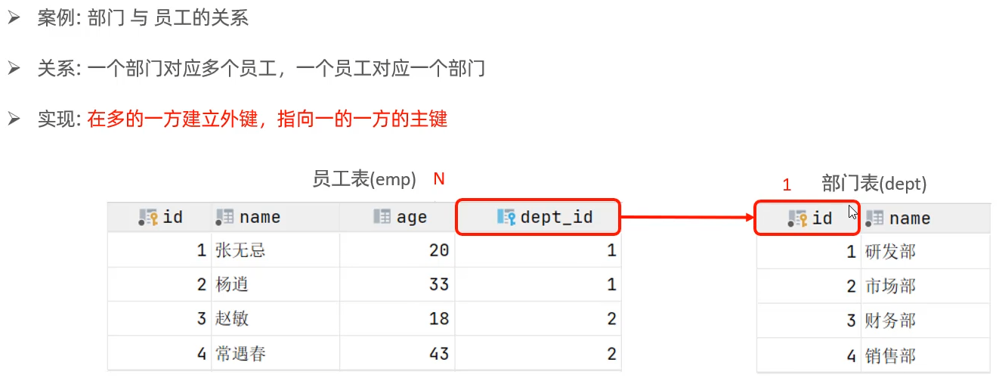 案例: 部门 与 员工的关系
关系: 一个部门对应多个员工，一个员工对应一个部门
实现: 在多的一方建立外键，指向一的一方的主键
员工表(emp) N
id name age dept_id
1 张无忌 20 1
2 杨逍 33 1
3 赵敏 18 2
4 常遇春 43 2
1 部门表(dept)
id name
1 研发部
2 市场部
3 财务部
4 销售部